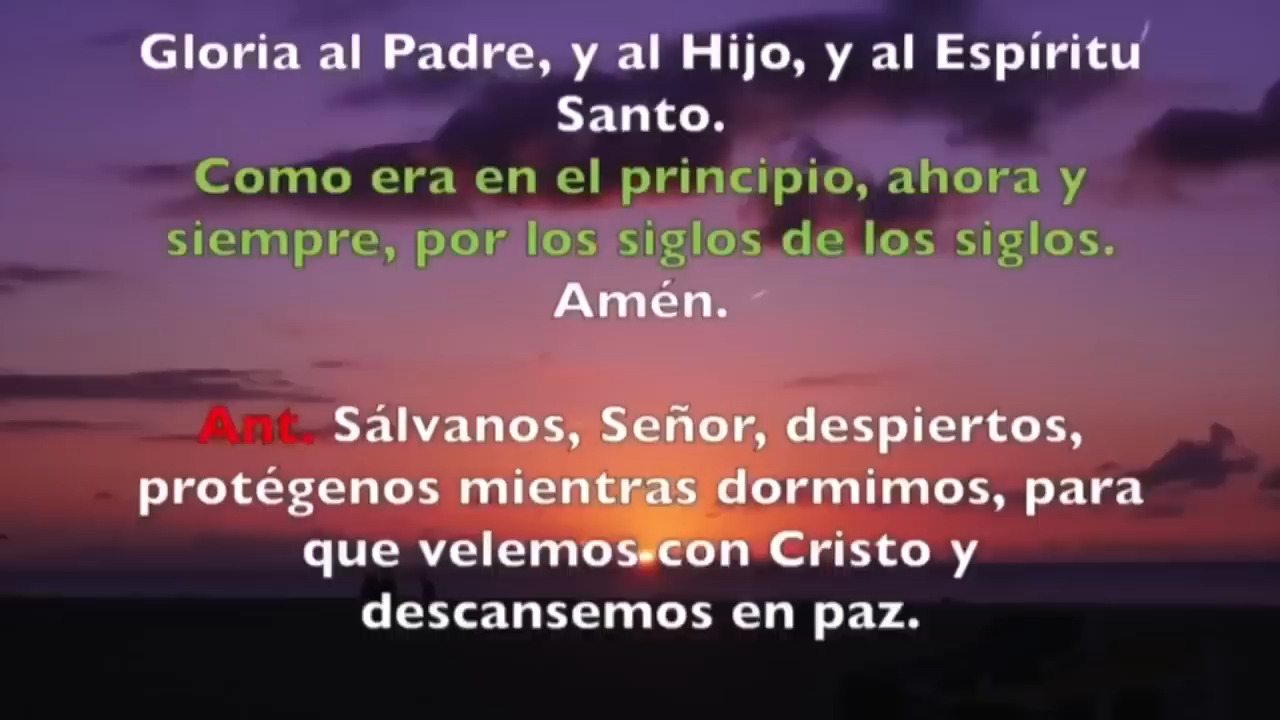 Gloria al Padre, y al Hijo, y al Espíritu
Santo.
Como era en el principio, ahora y
siempre, por los siglos de los siglos.
Amén.
Ant. Sálvanos, Señor, despiertos,
protégenos mientras dormimos, para
que velemos con Cristo y
descansemos en paz.